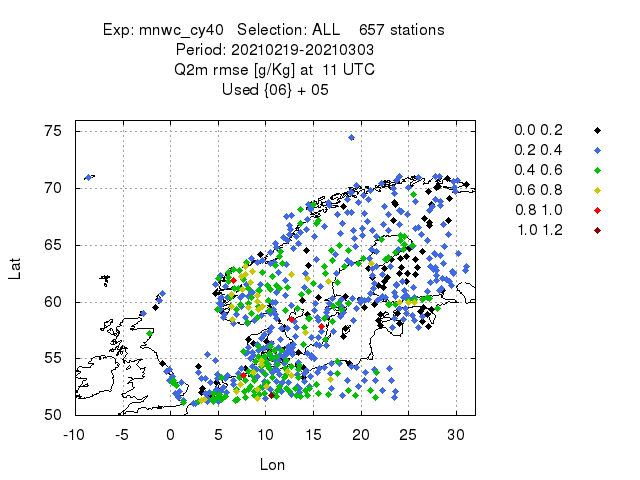 Exp: mnwc_cy40 Selection: ALL 657 stations
Period: 20210219-20210303
Q2m rmse [g/Kg] at 11 UTC
Used {06} + 05
75
70
65
60
55
50
Lat
-10 -5 0 5 10 15 20 25 30
Lon
0.0 0.2
0.2 0.4
0.4 0.6
0.6 0.8
0.8 1.0
1.0 1.2